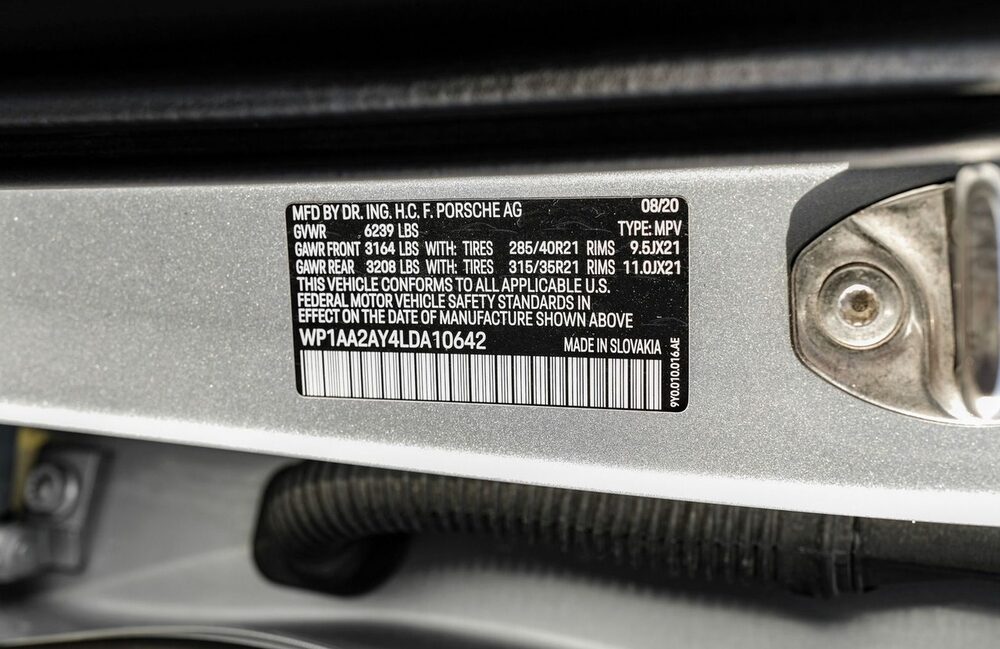 MFD BY DR. ING. H.C. F. PORSCHE AG 08/20
GVWR 6239 LBS TYPE: MPV
GAWR FRONT 3164 LBS WITH: TIRES 285/40R21 RIMS 9.5JX21
GAWR REAR 3208 LBS WITH: TIRES 315/35R21 RIMS 11.0JX21
THIS VEHICLE CONFORMS TO ALL APPLICABLE U.S.
FEDERAL MOTOR VEHICLE SAFETY STANDARDS IN
EFFECT ON THE DATE OF MANUFACTURE SHOWN ABOVE
WP1AA2AY4LDA10642 MADE IN SLOVAKIA
9Y0.010.016.AE